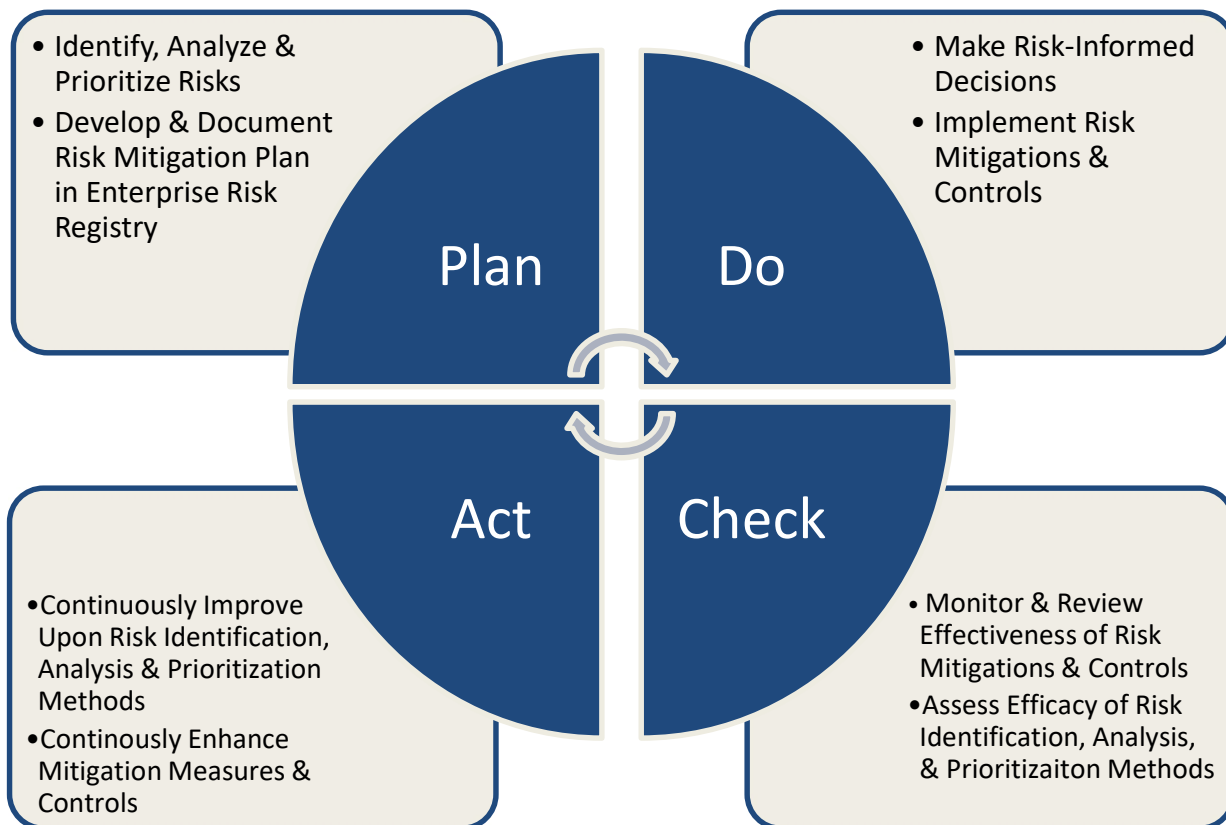 • Identify, Analyze &
Prioritize Risks
• Develop & Document
Risk Mitigation Plan
in Enterprise Risk
Registry
Plan
• Make Risk-Informed
Decisions
• Implement Risk
Mitigations &
Controls
Do
Act
•Continuously Improve
Upon Risk Identification,
Analysis & Prioritization
Methods
•Continously Enhance
Mitigation Measures &
Controls
Check
• Monitor & Review
Effectiveness of Risk
Mitigations & Controls
•Assess Efficacy of Risk
Identification, Analysis,
& Prioritizaiton Methods